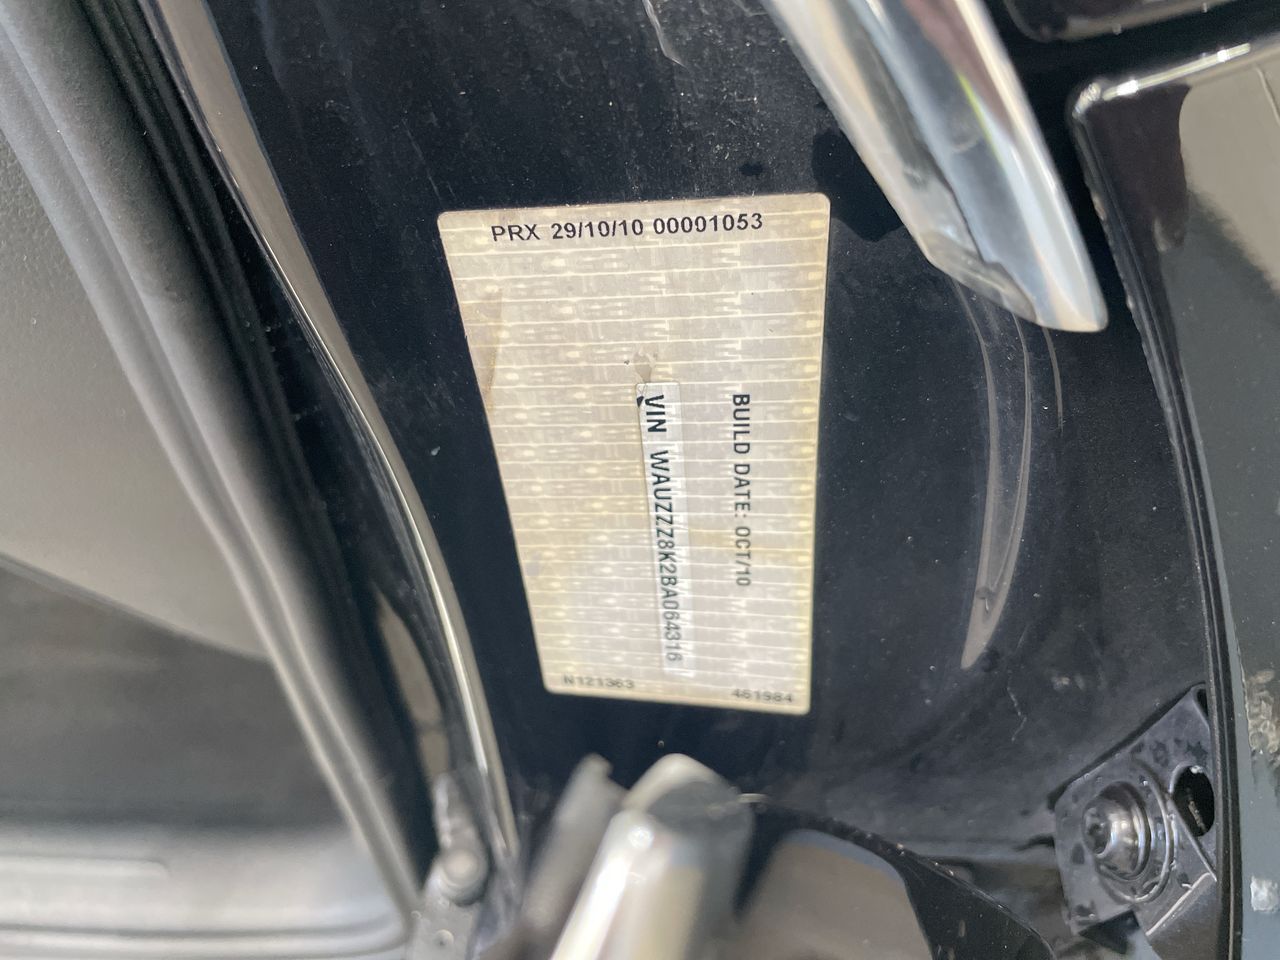 PRX 29/10/10 00001053
BUILD DATE: OCT/10
VIN WAUZZZ8K2BA064316
N121363
461984